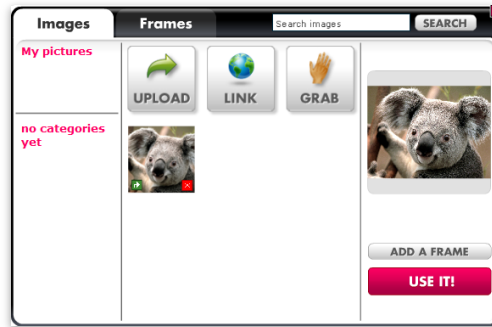 Images
Frames
Search images
SEARCH
My pictures
no categories
yet
UPLOAD
LINK
GRAB
ADD A FRAME
USE IT!